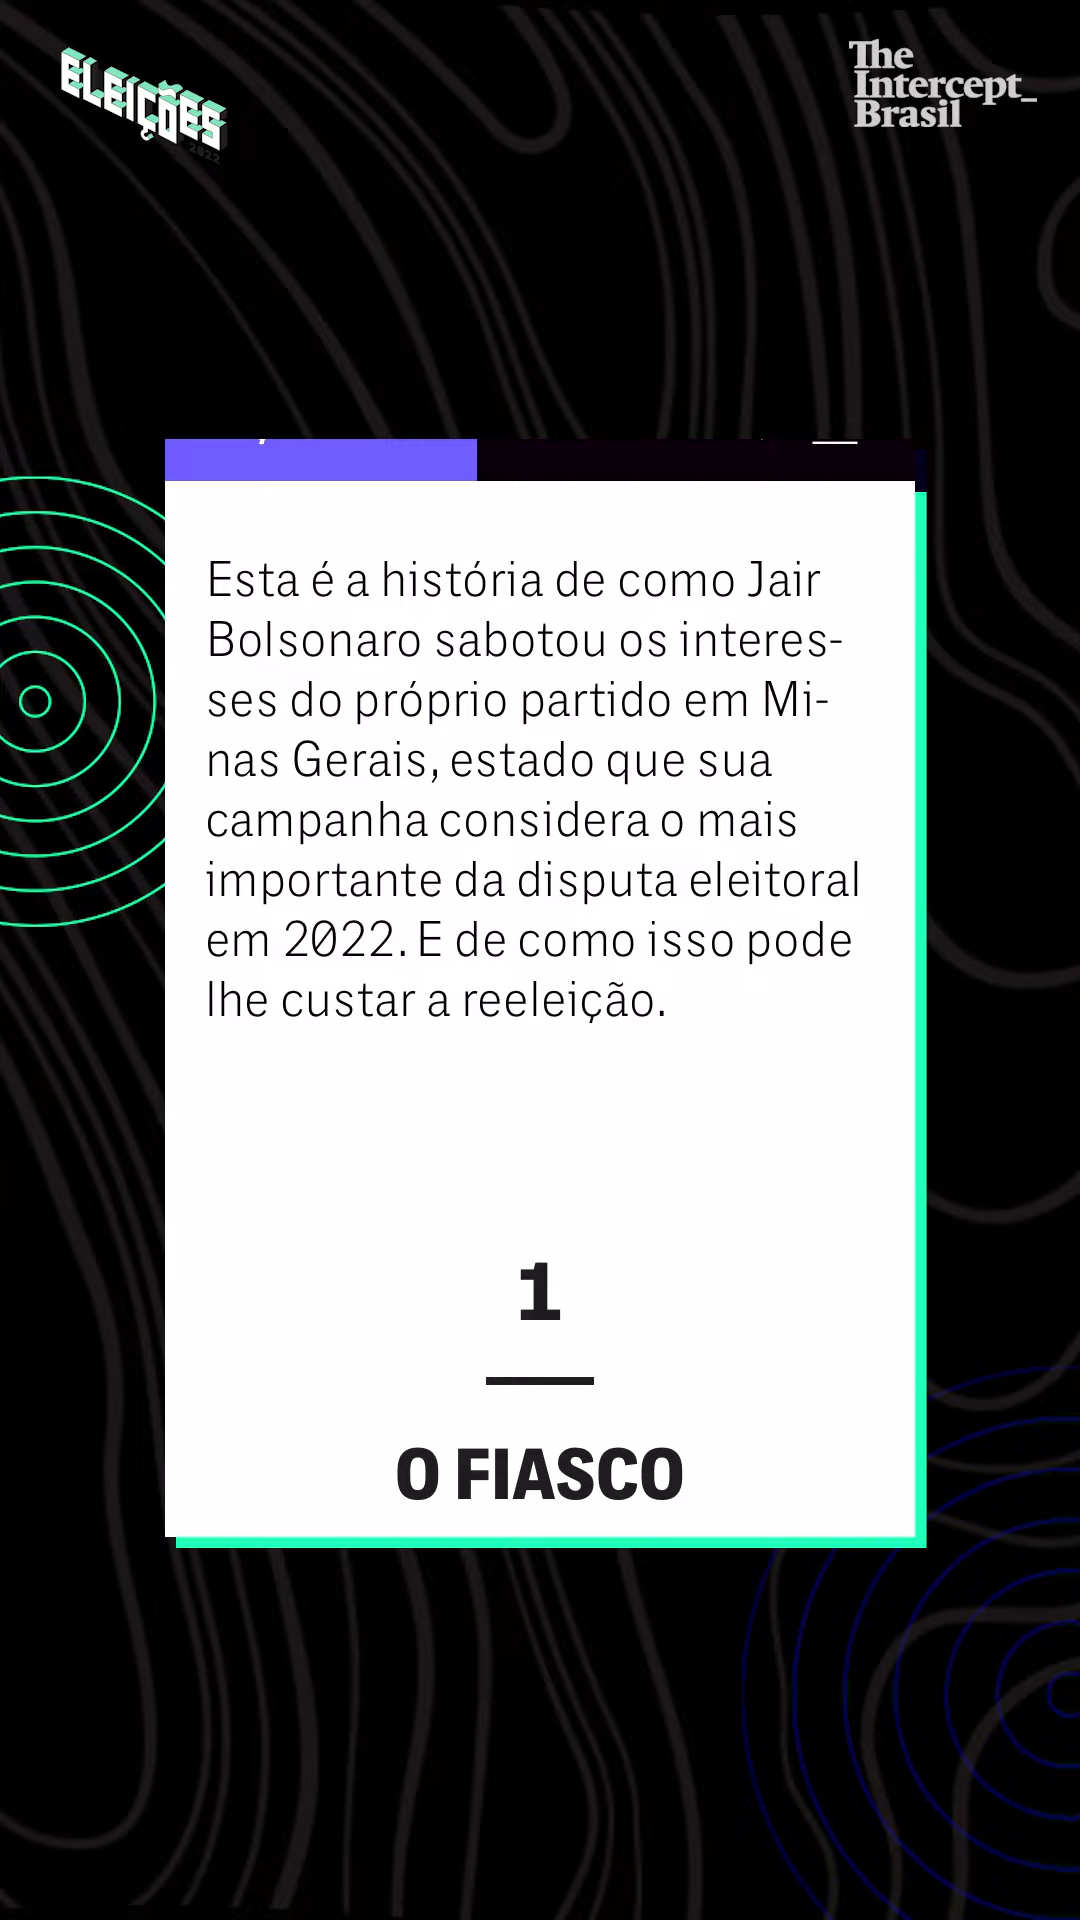 ELEIÇÕES
2022
The
Intercept_
Brasil
Esta é a história de como Jair
Bolsonaro sabotou os interes-
ses do próprio partido em Mi-
nas Gerais, estado que sua
campanha considera o mais
importante da disputa eleitoral
em 2022. E de como isso pode
lhe custar a reeleição.
1
O FIASCO